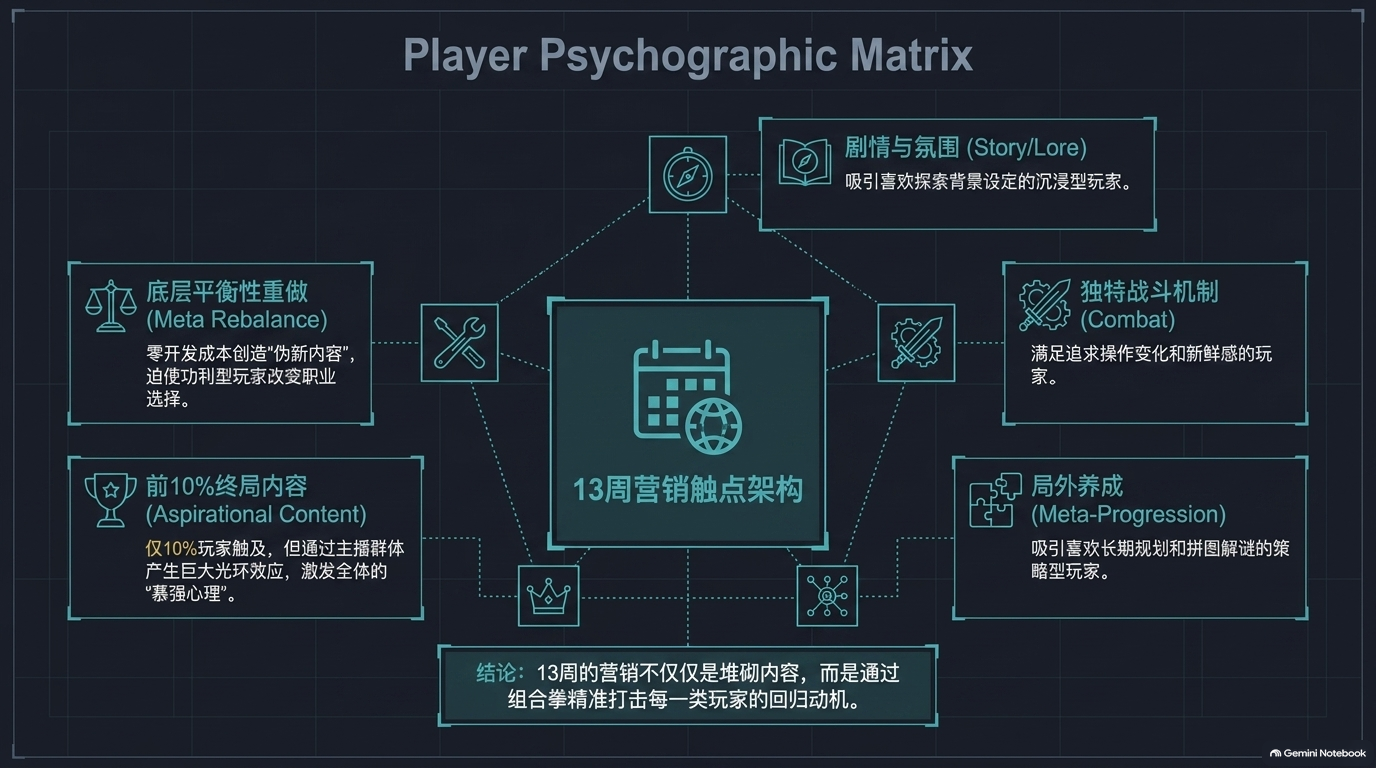 Player Psychographic Matrix
剧情与氛围 (Story/Lore)
吸引喜欢探索背景设定的沉浸型玩家。
底层平衡性重做
(Meta Rebalance)
零开发成本创造"伪新内容",
迫使功利型玩家改变职业
选择。
独特战斗机制
(Combat)
满足追求操作变化和新鲜感的玩
家。
13周营销触点架构
前10%终局内容
(Aspirational Content)
仅10%玩家触及，但通过主播群体
产生巨大光环效应，激发全体的
"慕强心理"。
局外养成
(Meta-Progression)
吸引喜欢长期规划和拼图解谜的策
略型玩家。
结论：13周的营销不仅仅是堆砌内容，而是通过
组合拳精准打击每一类玩家的回归动机。
Gemini Notebook